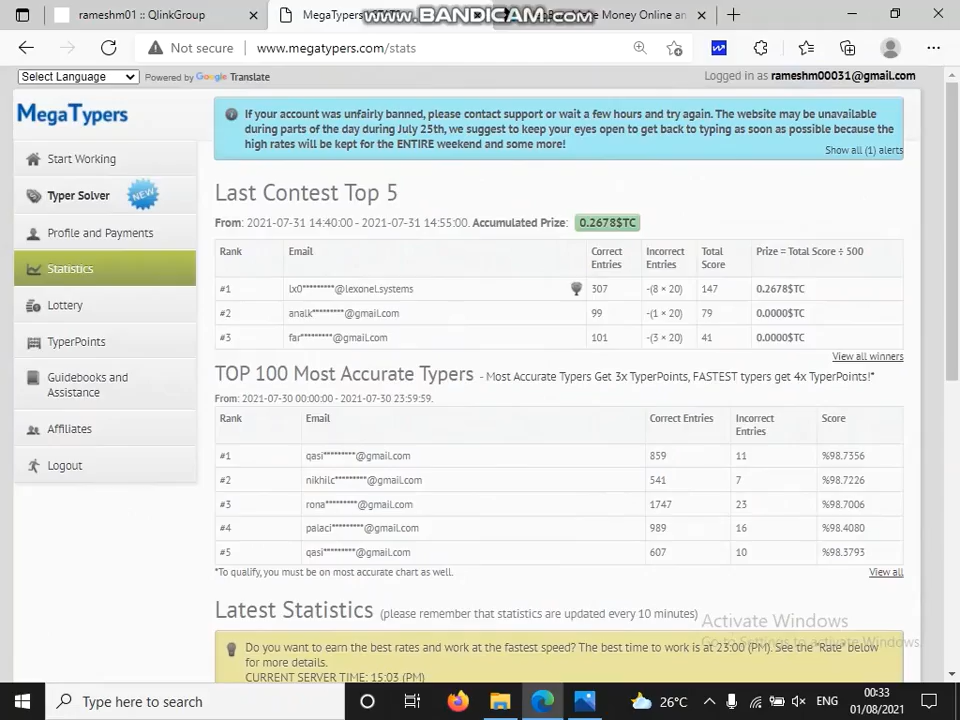 rameshm01 :: QlinkGroup
MegaTypers
www.BANDICAM.com
Money Online an
Not secure
www.megatypers.com/stats
Select Language
Powered by Google Translate
Logged in as rameshm00031@gmail.com
MegaTypers
If your account was unfairly banned, please contact support or wait a few hours and try again. The website may be unavailable
during parts of the day during July 25th, we suggest to keep your eyes open to get back to typing as soon as possible because the
high rates will be kept for the ENTIRE weekend and some more!
Show all (1) alerts
Start Working
Typer Solver NEW
Profile and Payments
Statistics
Lottery
TyperPoints
Guidebooks and
Assistance
Affiliates
Logout
Last Contest Top 5
From: 2021-07-31 14:40:00 - 2021-07-31 14:55:00. Accumulated Prize: 0.2678$TC
Rank Email Correct Entries Incorrect Entries Total Score Prize = Total Score ÷ 500
#1 lx0*********@lexonel.systems 307 -(8 × 20) 147 0.2678$TC
#2 analk*********@gmail.com 99 -(1 × 20) 79 0.0000$TC
#3 far*********@gmail.com 101 -(3 × 20) 41 0.0000$TC
View all winners
TOP 100 Most Accurate Typers - Most Accurate Typers Get 3x TyperPoints, FASTEST typers get 4x TyperPoints!*
From: 2021-07-30 00:00:00 - 2021-07-30 23:59:59.
Rank Email Correct Entries Incorrect Entries Score
#1 qasi*********@gmail.com 859 11 %98.7356
#2 nikhilc*********@gmail.com 541 7 %98.7226
#3 rona*********@gmail.com 1747 23 %98.7006
#4 palaci*********@gmail.com 989 16 %98.4080
#5 qasi*********@gmail.com 607 10 %98.3793
*To qualify, you must be on most accurate chart as well.
View all
Latest Statistics (please remember that statistics are updated every 10 minutes)
Do you want to earn the best rates and work at the fastest speed? The best time to work is at 23:00 (PM). See the "Rate" below
for more details.
CURRENT SERVER TIME: 15:03 (PM)
Activate Windows
Go to Settings to activate Windows.
Type here to search
26°C
ENG
00:33
01/08/2021